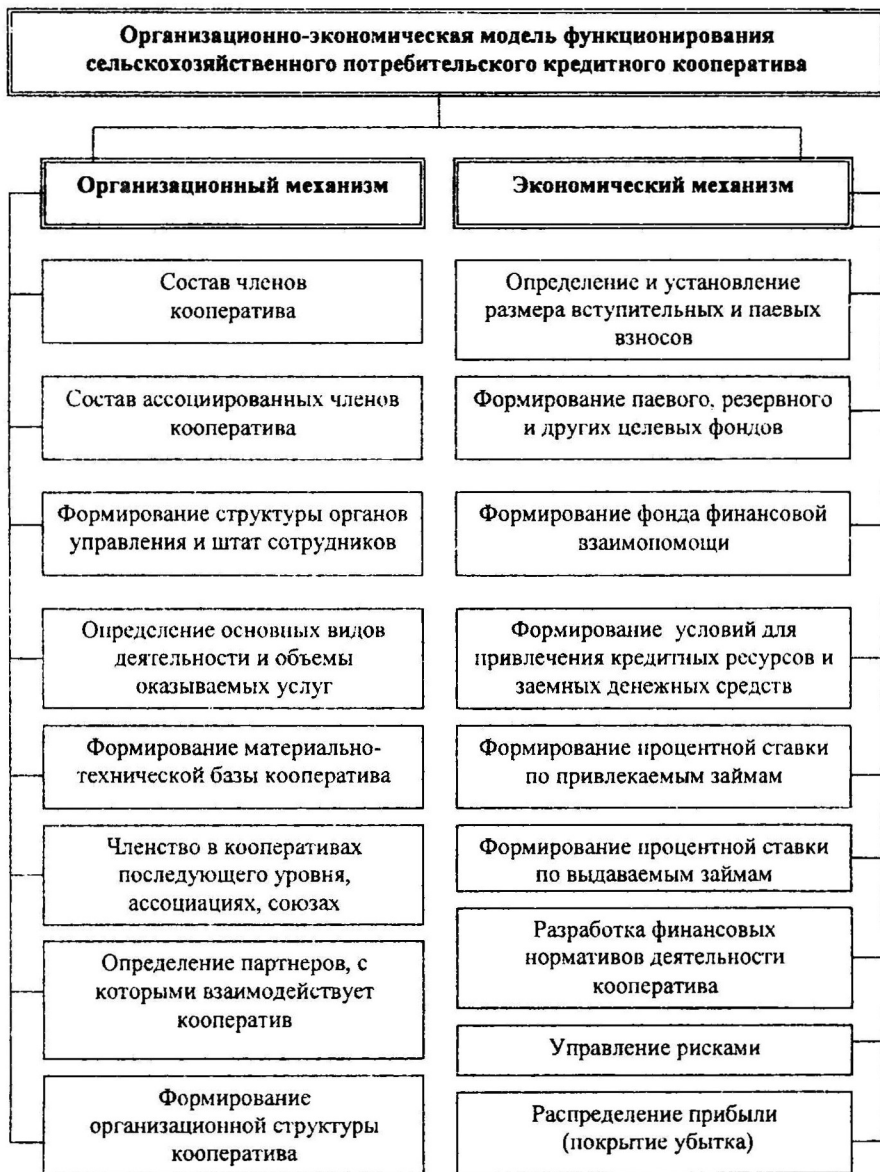 Организационно-экономическая модель функционирования
сельскохозяйственного потребительского кредитного кооператива
Организационный механизм
Состав членов
кооператива
Состав ассоциированных членов
кооператива
Формирование структуры органов
управления и штат сотрудников
Определение основных видов
деятельности и объемы
оказываемых услуг
Формирование материально-
технической базы кооператива
Членство в кооперативах
последующего уровня,
ассоциациях, союзах
Определение партнеров, с
которыми взаимодействует
кооператив
Формирование
организационной структуры
кооператива
Экономический механизм
Определение и установление
размера вступительных и паевых
взносов
Формирование паевого, резервного
и других целевых фондов
Формирование фонда финансовой
взаимопомощи
Формирование условий для
привлечения кредитных ресурсов и
заемных денежных средств
Формирование процентной ставки
по привлекаемым займам
Формирование процентной ставки
по выдаваемым займам
Разработка финансовых
нормативов деятельности
кооператива
Управление рисками
Распределение прибыли
(покрытие убытка)